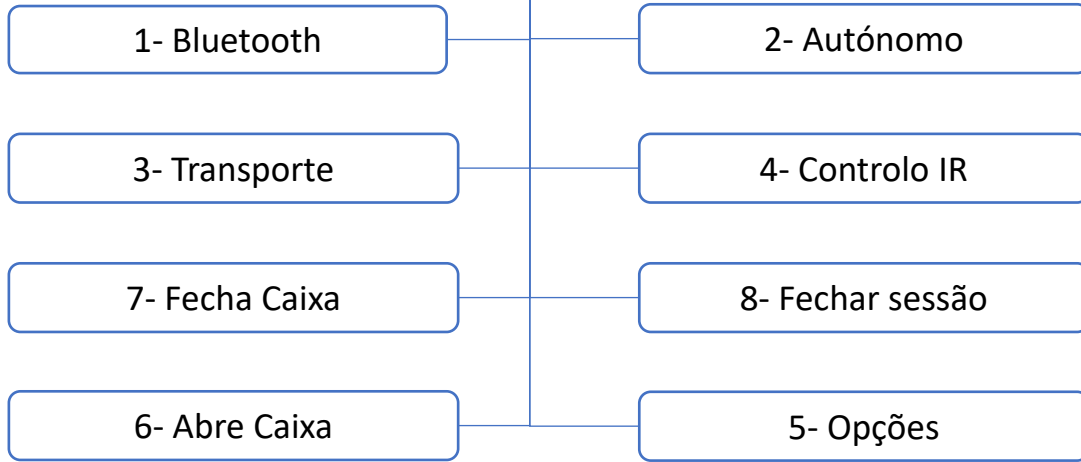 1- Bluetooth
2- Autónomo
3- Transporte
4- Controlo IR
7- Fecha Caixa
8- Fechar sessão
6- Abre Caixa
5- Opções